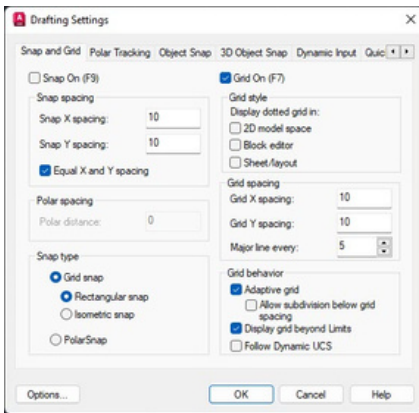 Drafting Settings
Snap and Grid Polar Tracking Object Snap 3D Object Snap Dynamic Input Quic
Snap On (F9)
Snap spacing
Snap X spacing: 10
Snap Y spacing: 10
Equal X and Y spacing
Polar spacing
Polar distance: 0
Snap type
Grid snap
Rectangular snap
Isometric snap
PolarSnap
Grid On (F7)
Grid style
Display dotted grid in:
2D model space
Block editor
Sheet/layout
Grid spacing
Grid X spacing: 10
Grid Y spacing: 10
Major line every: 5
Grid behavior
Adaptive grid
Allow subdivision below grid
spacing
Display grid beyond Limits
Follow Dynamic UCS
Options... OK Cancel Help